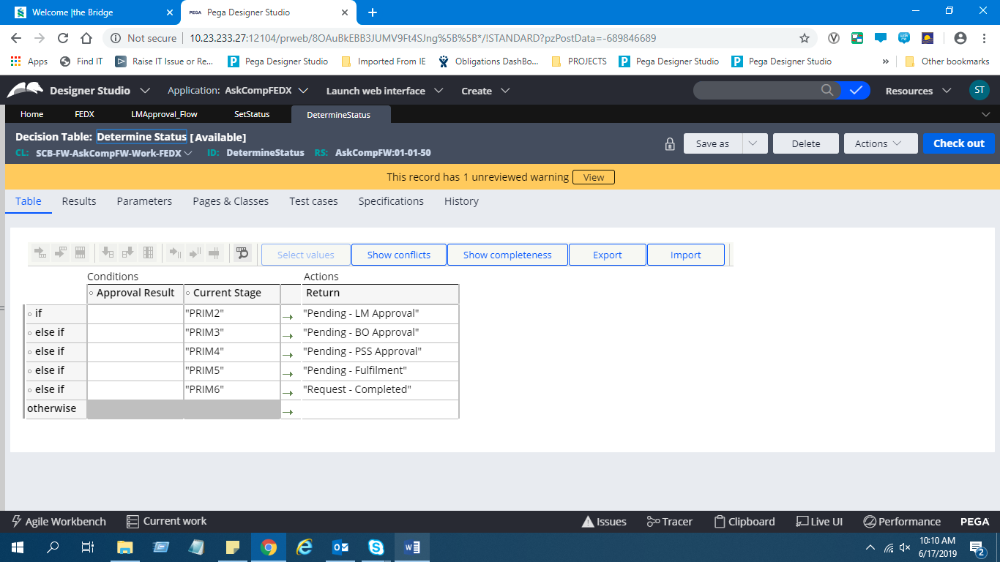 Welcome |the Bridge
PEGA Pega Designer Studio
Not secure 10.23.233.27:12104/prweb/8OAuBkEBB3JUMV9Ft4SJng%5B%5B*/!STANDARD?pzPostData=-689846689
Apps Find IT Raise IT Issue or Re... Pega Designer Studio Imported From IE Obligations DashBo... PROJECTS Pega Designer Studio Pega Designer Studio » Other bookmarks
Designer Studio Application: AskCompFEDX Launch web interface Create Resources ST
Home FEDX LMApproval_Flow SetStatus DetermineStatus
Decision Table: Determine Status [Available]
CL: SCB-FW-AskCompFW-Work-FEDX ID: DetermineStatus RS: AskCompFW:01-01-50
Save as Delete Actions Check out
This record has 1 unreviewed warning View
Table Results Parameters Pages & Classes Test cases Specifications History
Select values Show conflicts Show completeness Export Import
Conditions Actions
Approval Result Current Stage Return
if "PRIM2" "Pending - LM Approval"
else if "PRIM3" "Pending - BO Approval"
else if "PRIM4" "Pending - PSS Approval"
else if "PRIM5" "Pending - Fulfilment"
else if "PRIM6" "Request - Completed"
otherwise
Agile Workbench Current work Issues Tracer Clipboard Live UI Performance PEGA
10:10 AM
6/17/2019
2